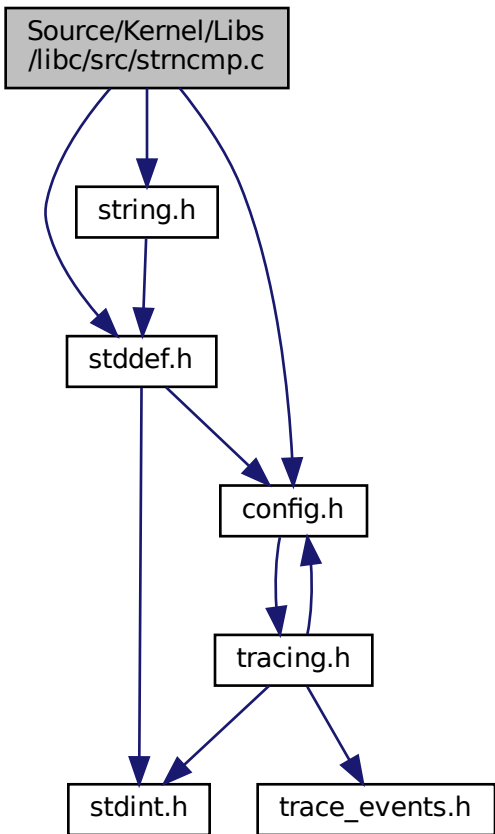 Source/Kernel/Libs
/libc/src/strncmp.c
string.h
stddef.h
config.h
tracing.h
stdint.h
trace_events.h